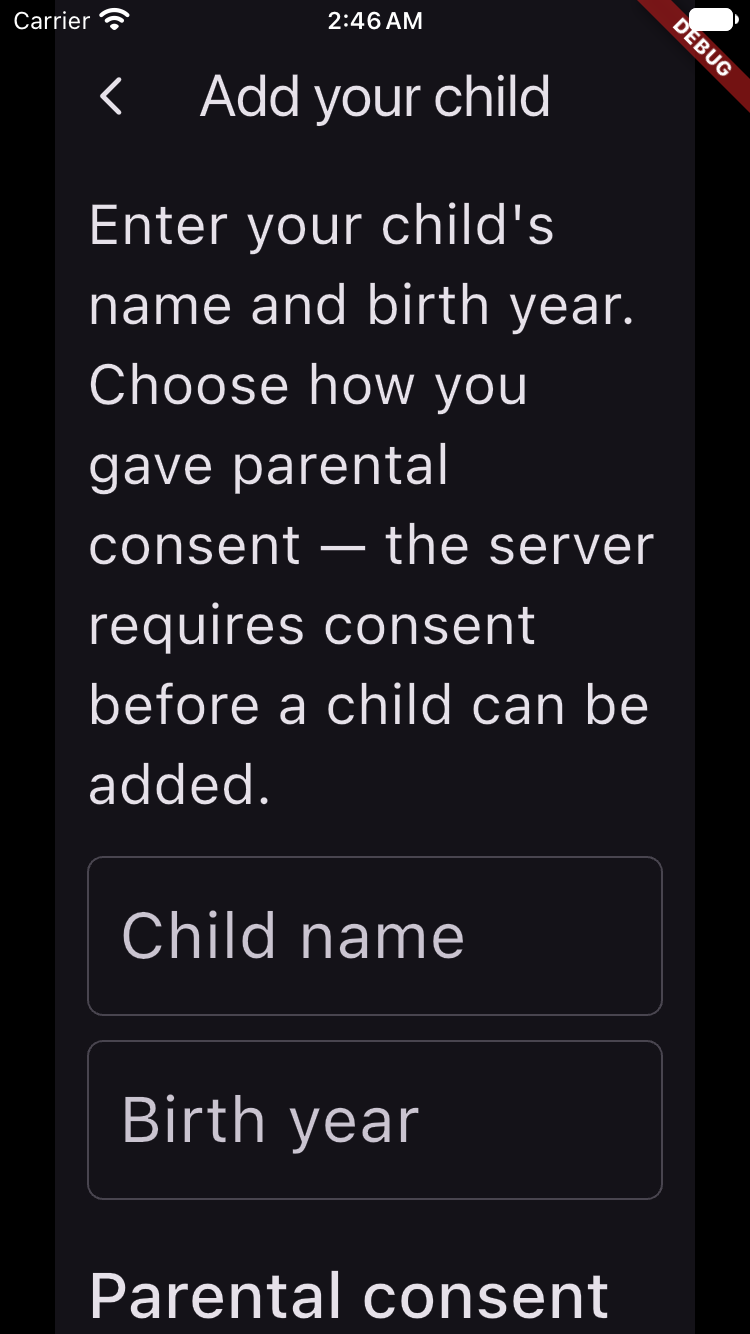 Carrier 2:46 AM
DEBUG
Add your child
Enter your child's
name and birth year.
Choose how you
gave parental
consent — the server
requires consent
before a child can be
added.
Child name
Birth year
Parental consent